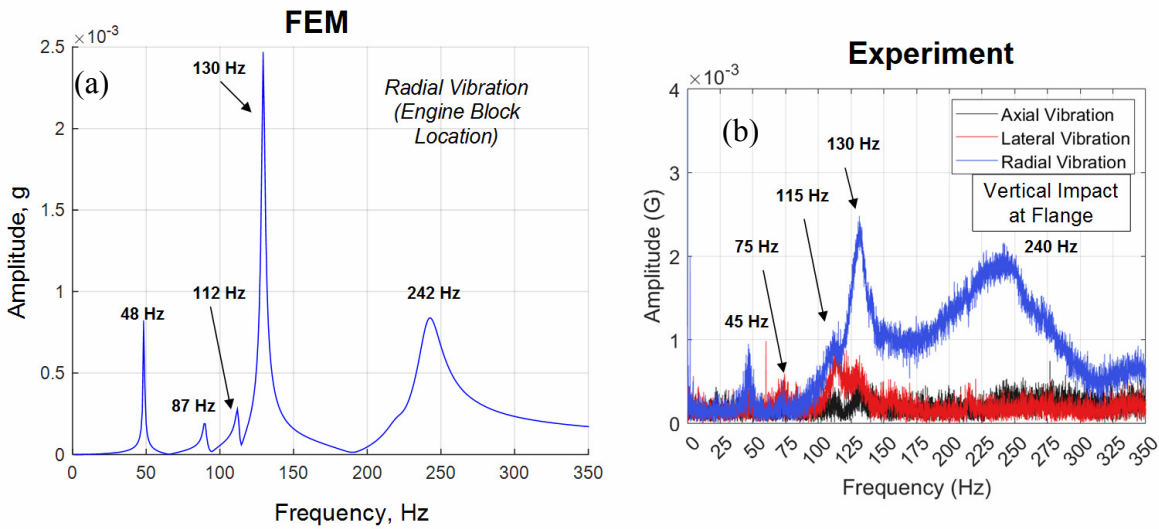 FEM
×10⁻³
(a)
Radial Vibration
(Engine Block
Location)
130 Hz
48 Hz
87 Hz
112 Hz
242 Hz
2.5
2
1.5
1
0.5
0
0
50
100
150
200
250
300
350
Amplitude, g
Frequency, Hz
Experiment
×10⁻³
(b)
Axial Vibration
Lateral Vibration
Radial Vibration
Vertical Impact
at Flange
130 Hz
115 Hz
75 Hz
45 Hz
240 Hz
4
3
2
1
0
0
25
50
75
100
125
150
175
200
225
250
275
300
325
350
Amplitude (G)
Frequency (Hz)